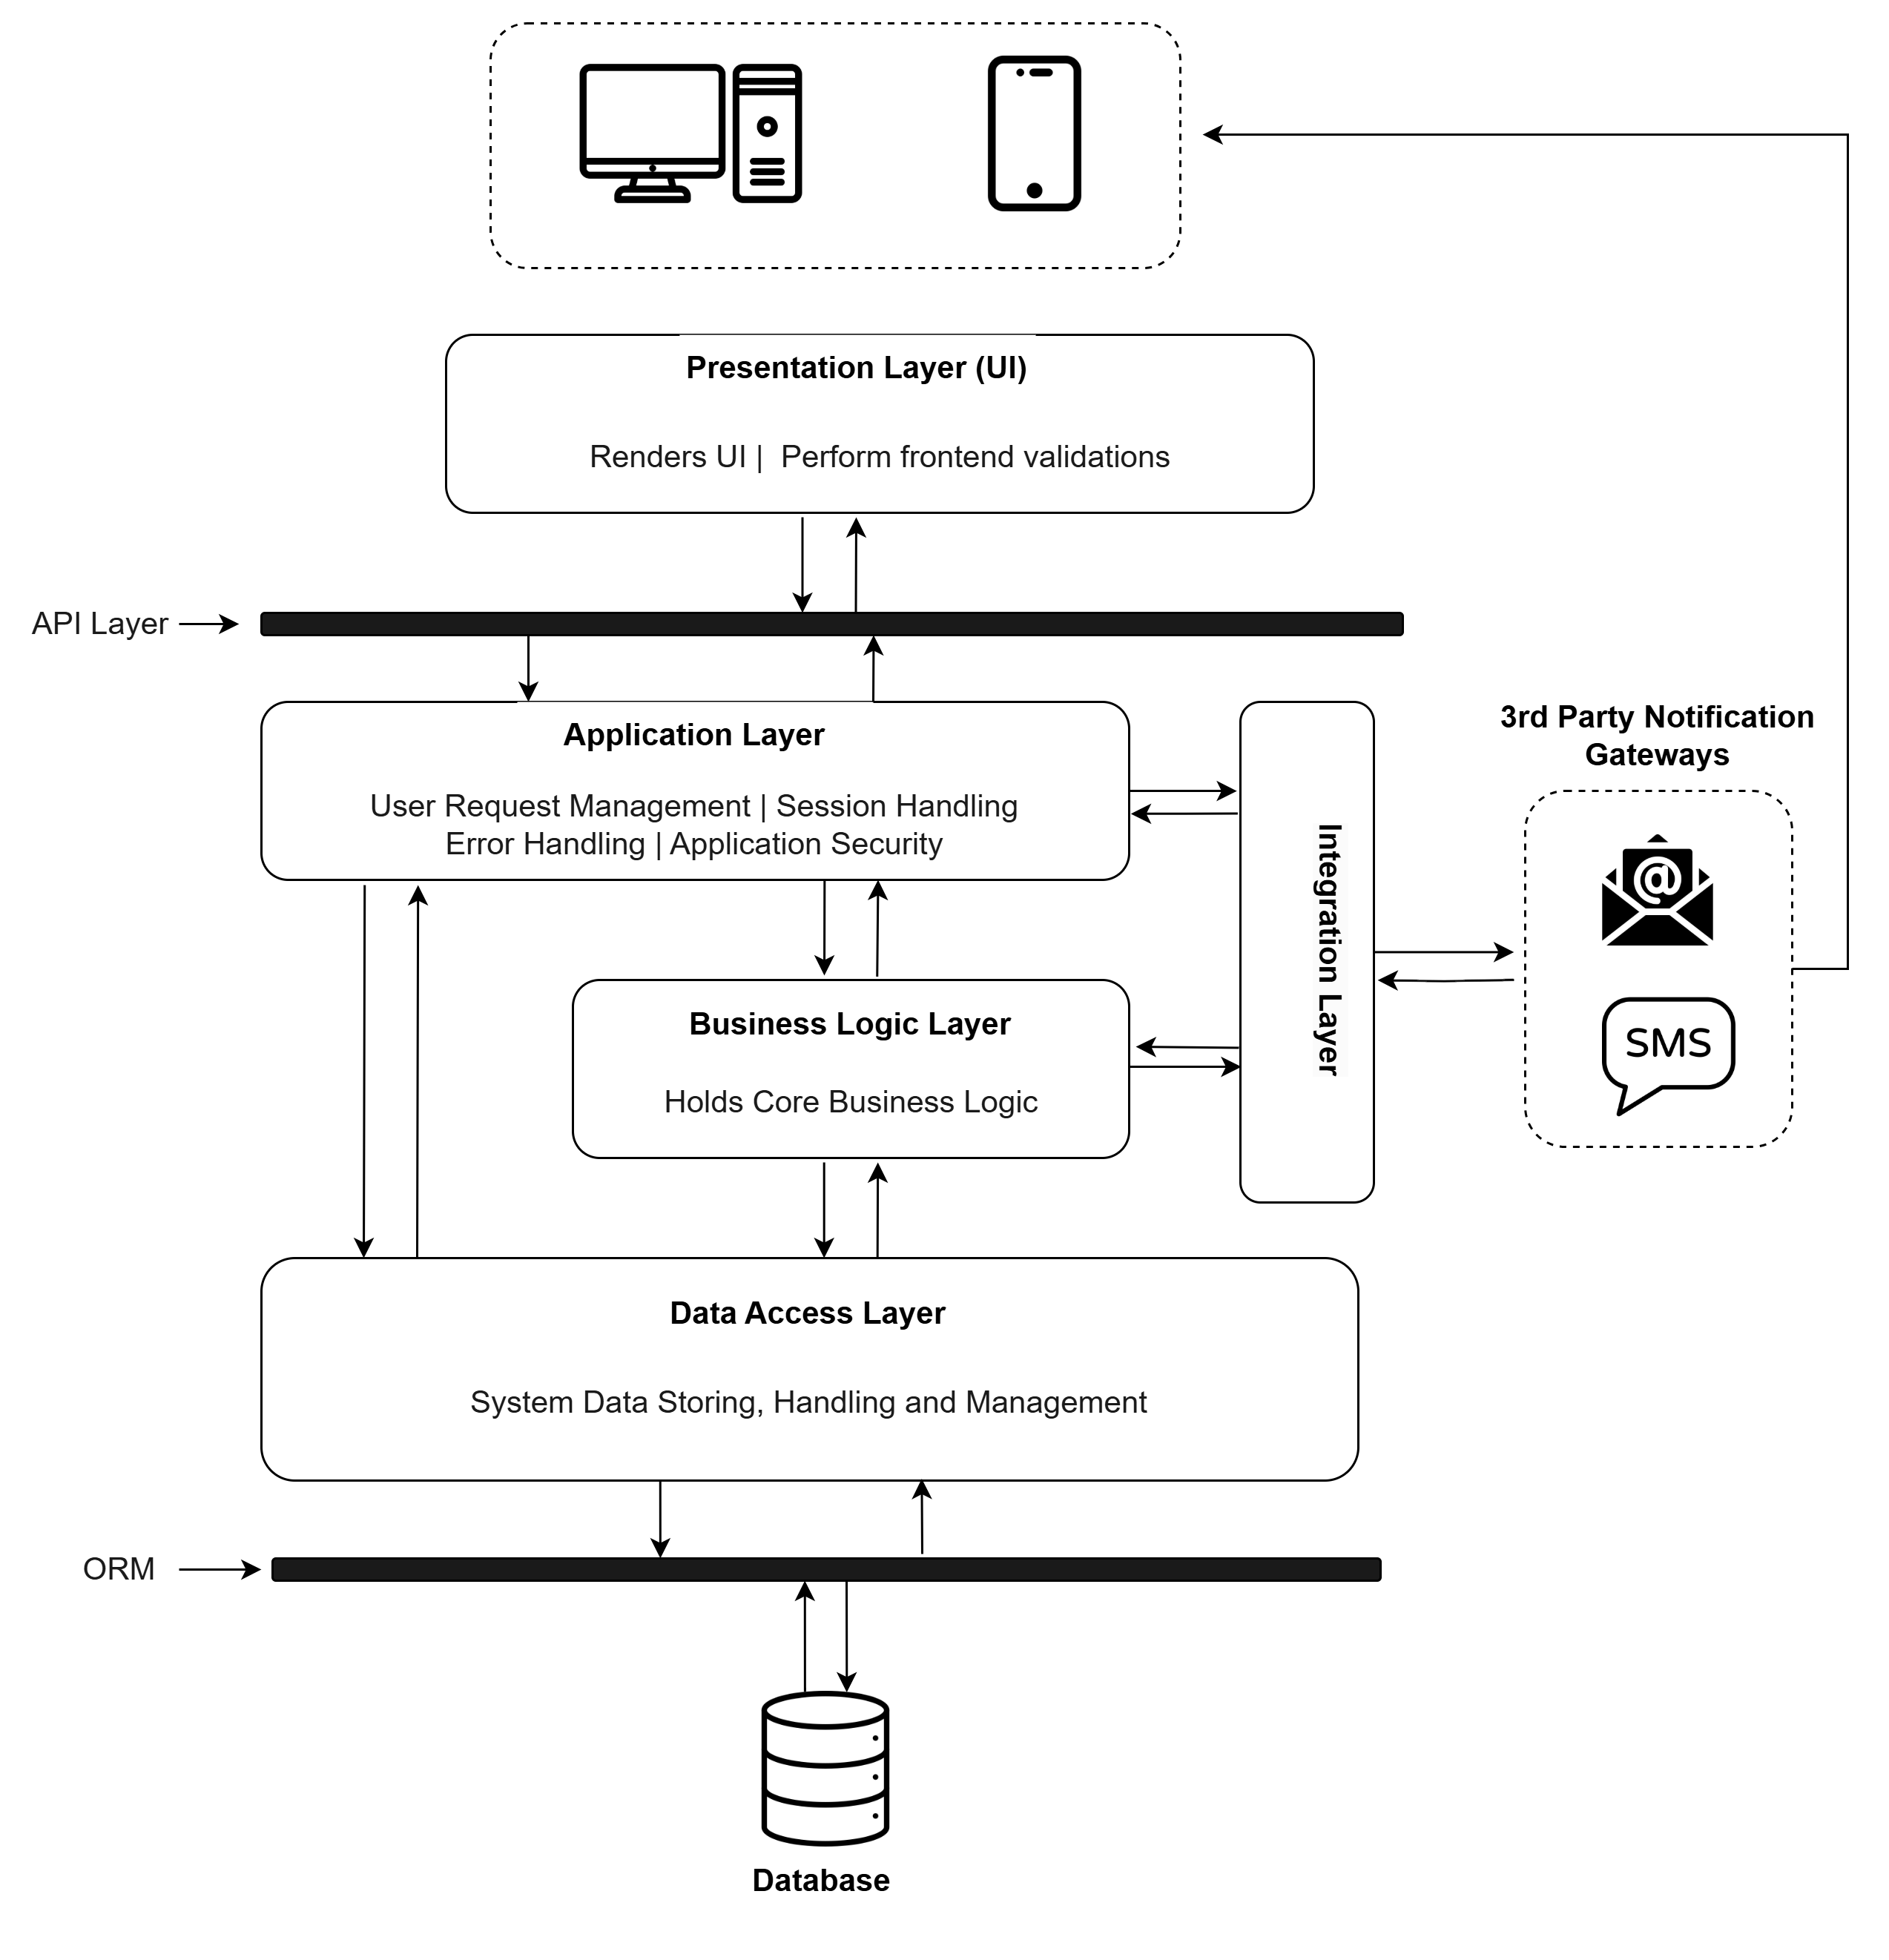 Presentation Layer (UI)
Renders UI |  Perform frontend validations
API Layer
Application Layer
User Request Management | Session Handling
Error Handling | Application Security
Integration Layer
3rd Party Notification
Gateways
@
SMS
Business Logic Layer
Holds Core Business Logic
Data Access Layer
System Data Storing, Handling and Management
ORM
Database